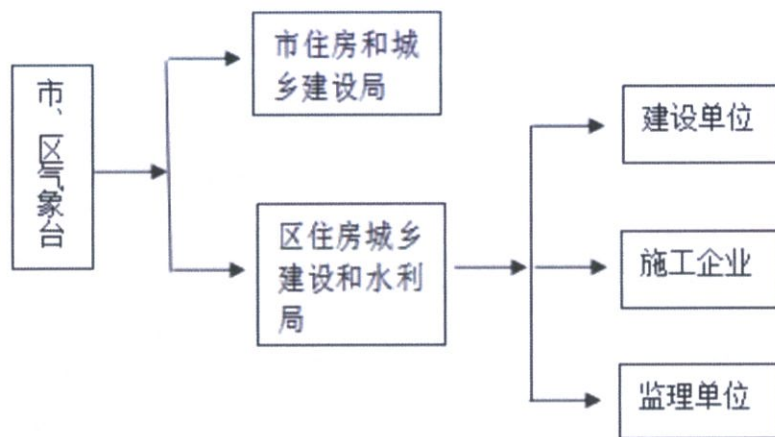 市、区气象台
市住房和城
乡建设局
区住房城乡
建设和水利
局
建设单位
施工企业
监理单位